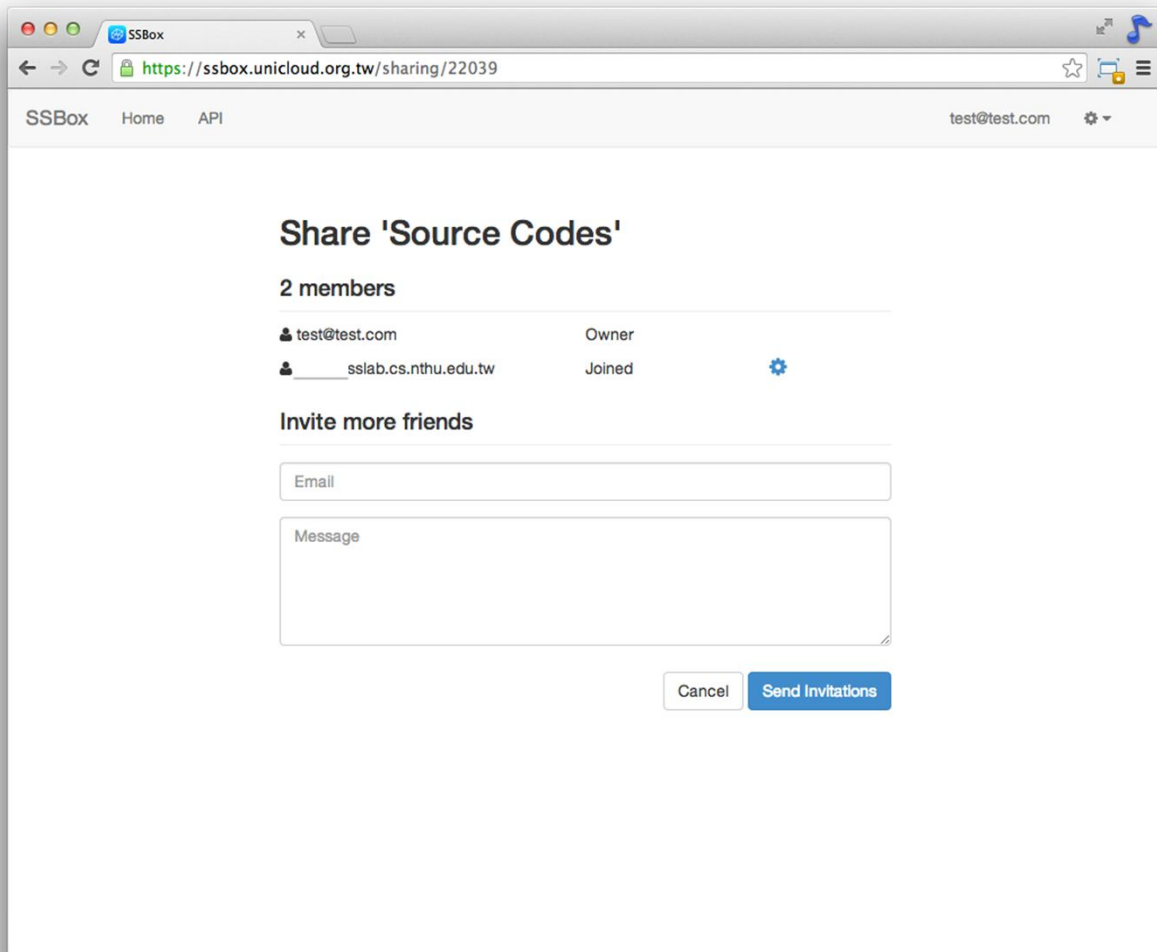 SSBox
https://ssbox.unicloud.org.tw/sharing/22039
SSBox Home API test@test.com
Share 'Source Codes'
2 members
test@test.com Owner
______sslab.cs.nthu.edu.tw Joined
Invite more friends
Email
Message
Cancel Send Invitations